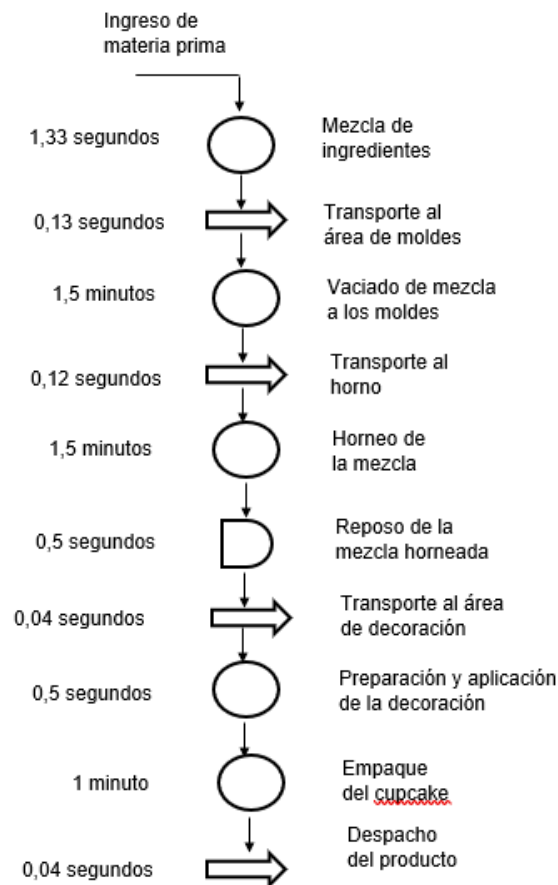 Ingreso de
materia prima
1,33 segundos
Mezcla de
ingredientes
0,13 segundos
Transporte al
área de moldes
1,5 minutos
Vaciado de mezcla
a los moldes
0,12 segundos
Transporte al
horno
1,5 minutos
Horneo de
la mezcla
0,5 segundos
Reposo de la
mezcla horneada
0,04 segundos
Transporte al área
de decoración
0,5 segundos
Preparación y aplicación
de la decoración
1 minuto
Empaque
del cupcake
0,04 segundos
Despacho
del producto